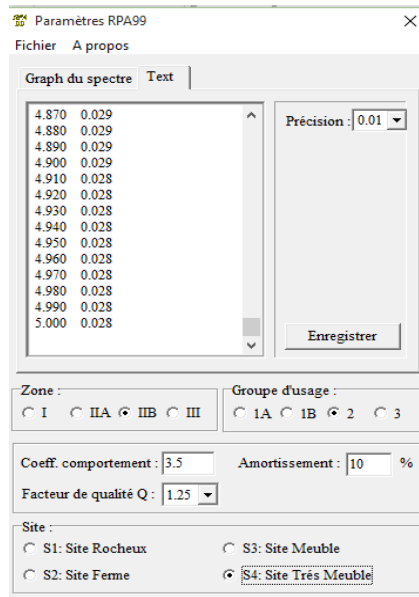 Paramètres RPA99
Fichier A propos
Graph du spectre Text
4.870 0.029
4.880 0.029
4.890 0.029
4.900 0.029
4.910 0.028
4.920 0.028
4.930 0.028
4.940 0.028
4.950 0.028
4.960 0.028
4.970 0.028
4.980 0.028
4.990 0.028
5.000 0.028
Précision : 0.01
Enregistrer
Zone :
I IIA IIB III
Groupe d'usage :
1A 1B 2 3
Coeff. comportement : 3.5 Amortissement : 10 %
Facteur de qualité Q : 1.25
Site :
S1: Site Rocheux S3: Site Meuble
S2: Site Ferme S4: Site Trés Meuble